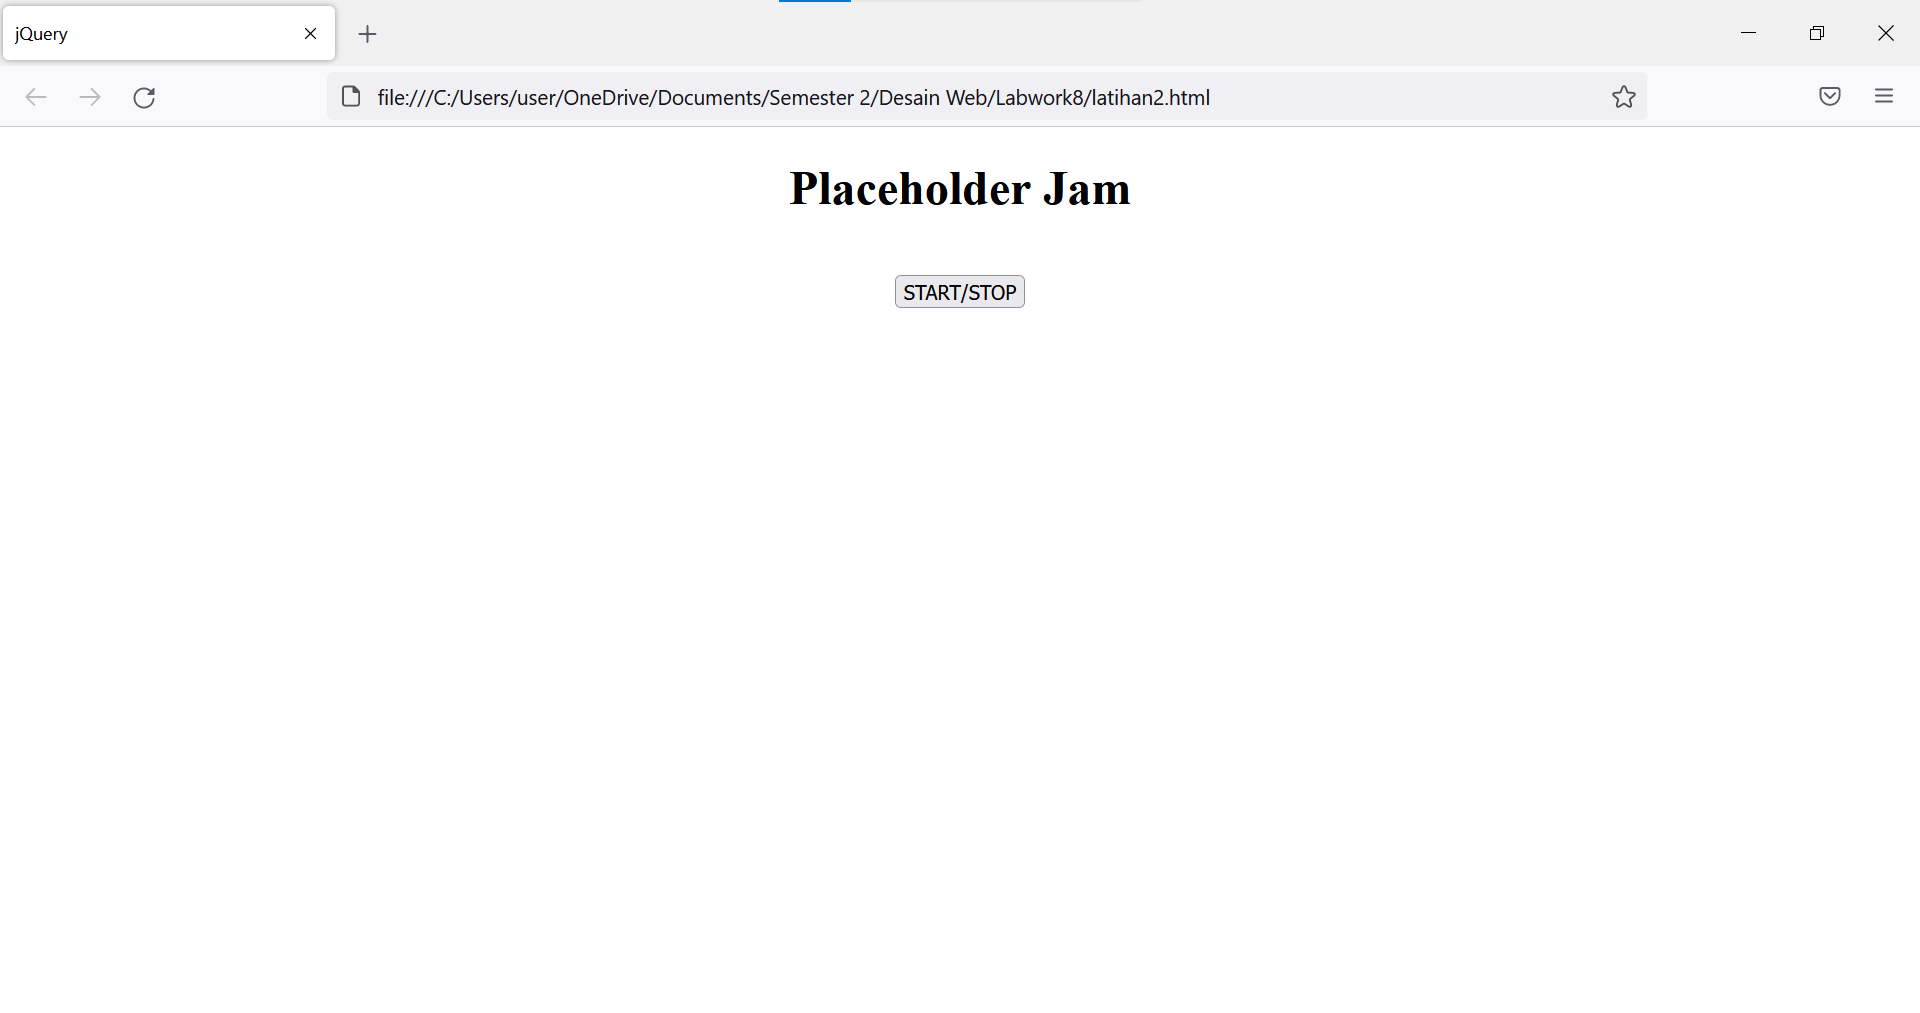 jQuery
file:///C:/Users/user/OneDrive/Documents/Semester 2/Desain Web/Labwork8/latihan2.html
Placeholder Jam
START/STOP